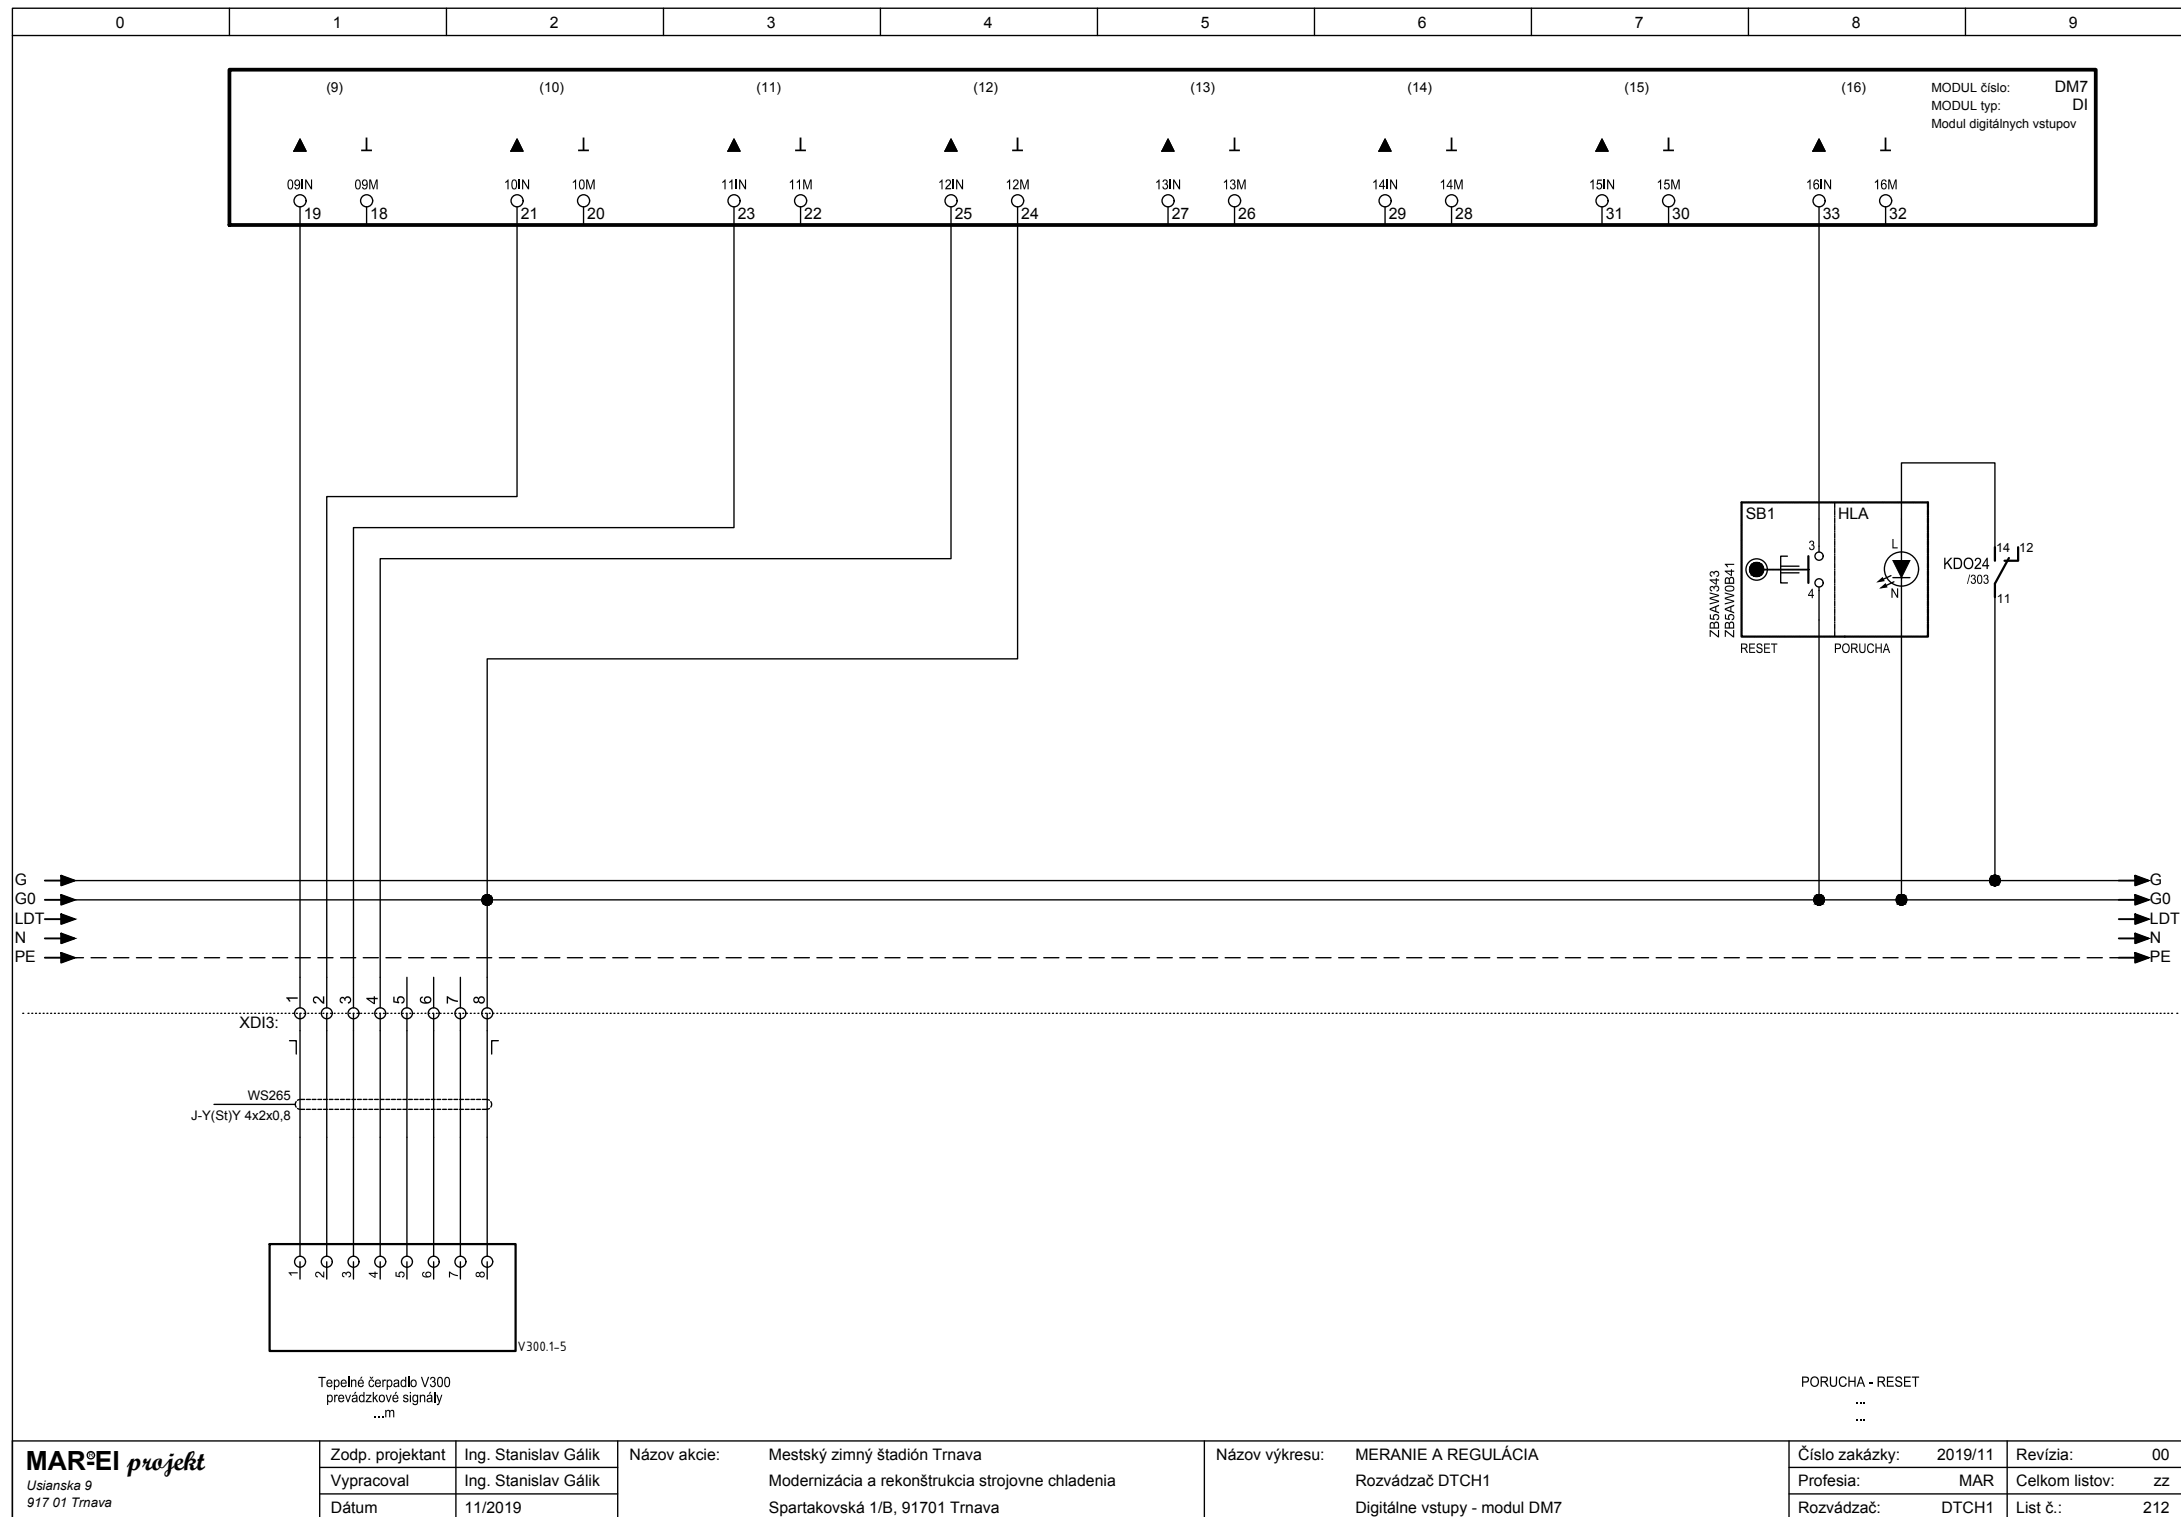 0 1 2 3 4 5 6 7 8 9
(9) (10) (11) (12) (13) (14) (15) (16)
MODUL číslo: DM7
MODUL typ: DI
Modul digitálnych vstupov
09IN 09M 10IN 10M 11IN 11M 12IN 12M 13IN 13M 14IN 14M 15IN 15M 16IN 16M
19 18 21 20 23 22 25 24 27 26 29 28 31 30 33 32
SB1 HLA
3 L
4 N
14 12
KDO24
/303
11
ZB5AW343
ZB5AW0B41
RESET PORUCHA
G G
G0 G0
LDT LDT
N N
PE PE
1 2 3 4 5 6 7 8
XDI3:
WS265
J-Y(St)Y 4x2x0,8
1 2 3 4 5 6 7 8
V300.1-5
Tepelné čerpadlo V300
prevádzkové signály
...m
PORUCHA - RESET
...
...
MAR EI projekt
Usianska 9
917 01 Trnava
Zodp. projektant Ing. Stanislav Gálik
Vypracoval Ing. Stanislav Gálik
Dátum 11/2019
Názov akcie: Mestský zimný štadión Trnava
Modernizácia a rekonštrukcia strojovne chladenia
Spartakovská 1/B, 91701 Trnava
Názov výkresu: MERANIE A REGULÁCIA
Rozvádzač DTCH1
Digitálne vstupy - modul DM7
Číslo zakázky: 2019/11 Revízia: 00
Profesia: MAR Celkom listov: zz
Rozvádzač: DTCH1 List č.: 212